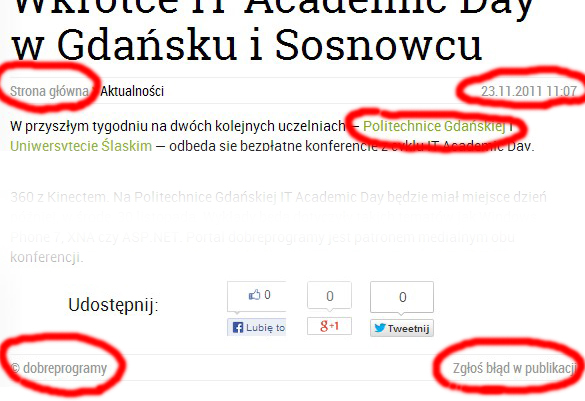 Wkrótce IT Academic Day
w Gdańsku i Sosnowcu
Strona główna Aktualności 23.11.2011 11:07
W przyszłym tygodniu na dwóch kolejnych uczelniach – Politechnice Gdańskiej i
Uniwersytecie Śląskim — odbędą się bezpłatne konferencje z cyklu IT Academic Day.
360 z Kinectem. Na Politechnice Gdańskiej IT Academic Day będzie miał miejsce dzień
Phone 7, XNA czy ASP.NET. Portal dobreprogramy jest patronem medialnym obu
konferencji.
Udostępnij:
0 0 0
Lubię to g+1 Tweetnij
© dobreprogramy Zgłoś błąd w publikacji